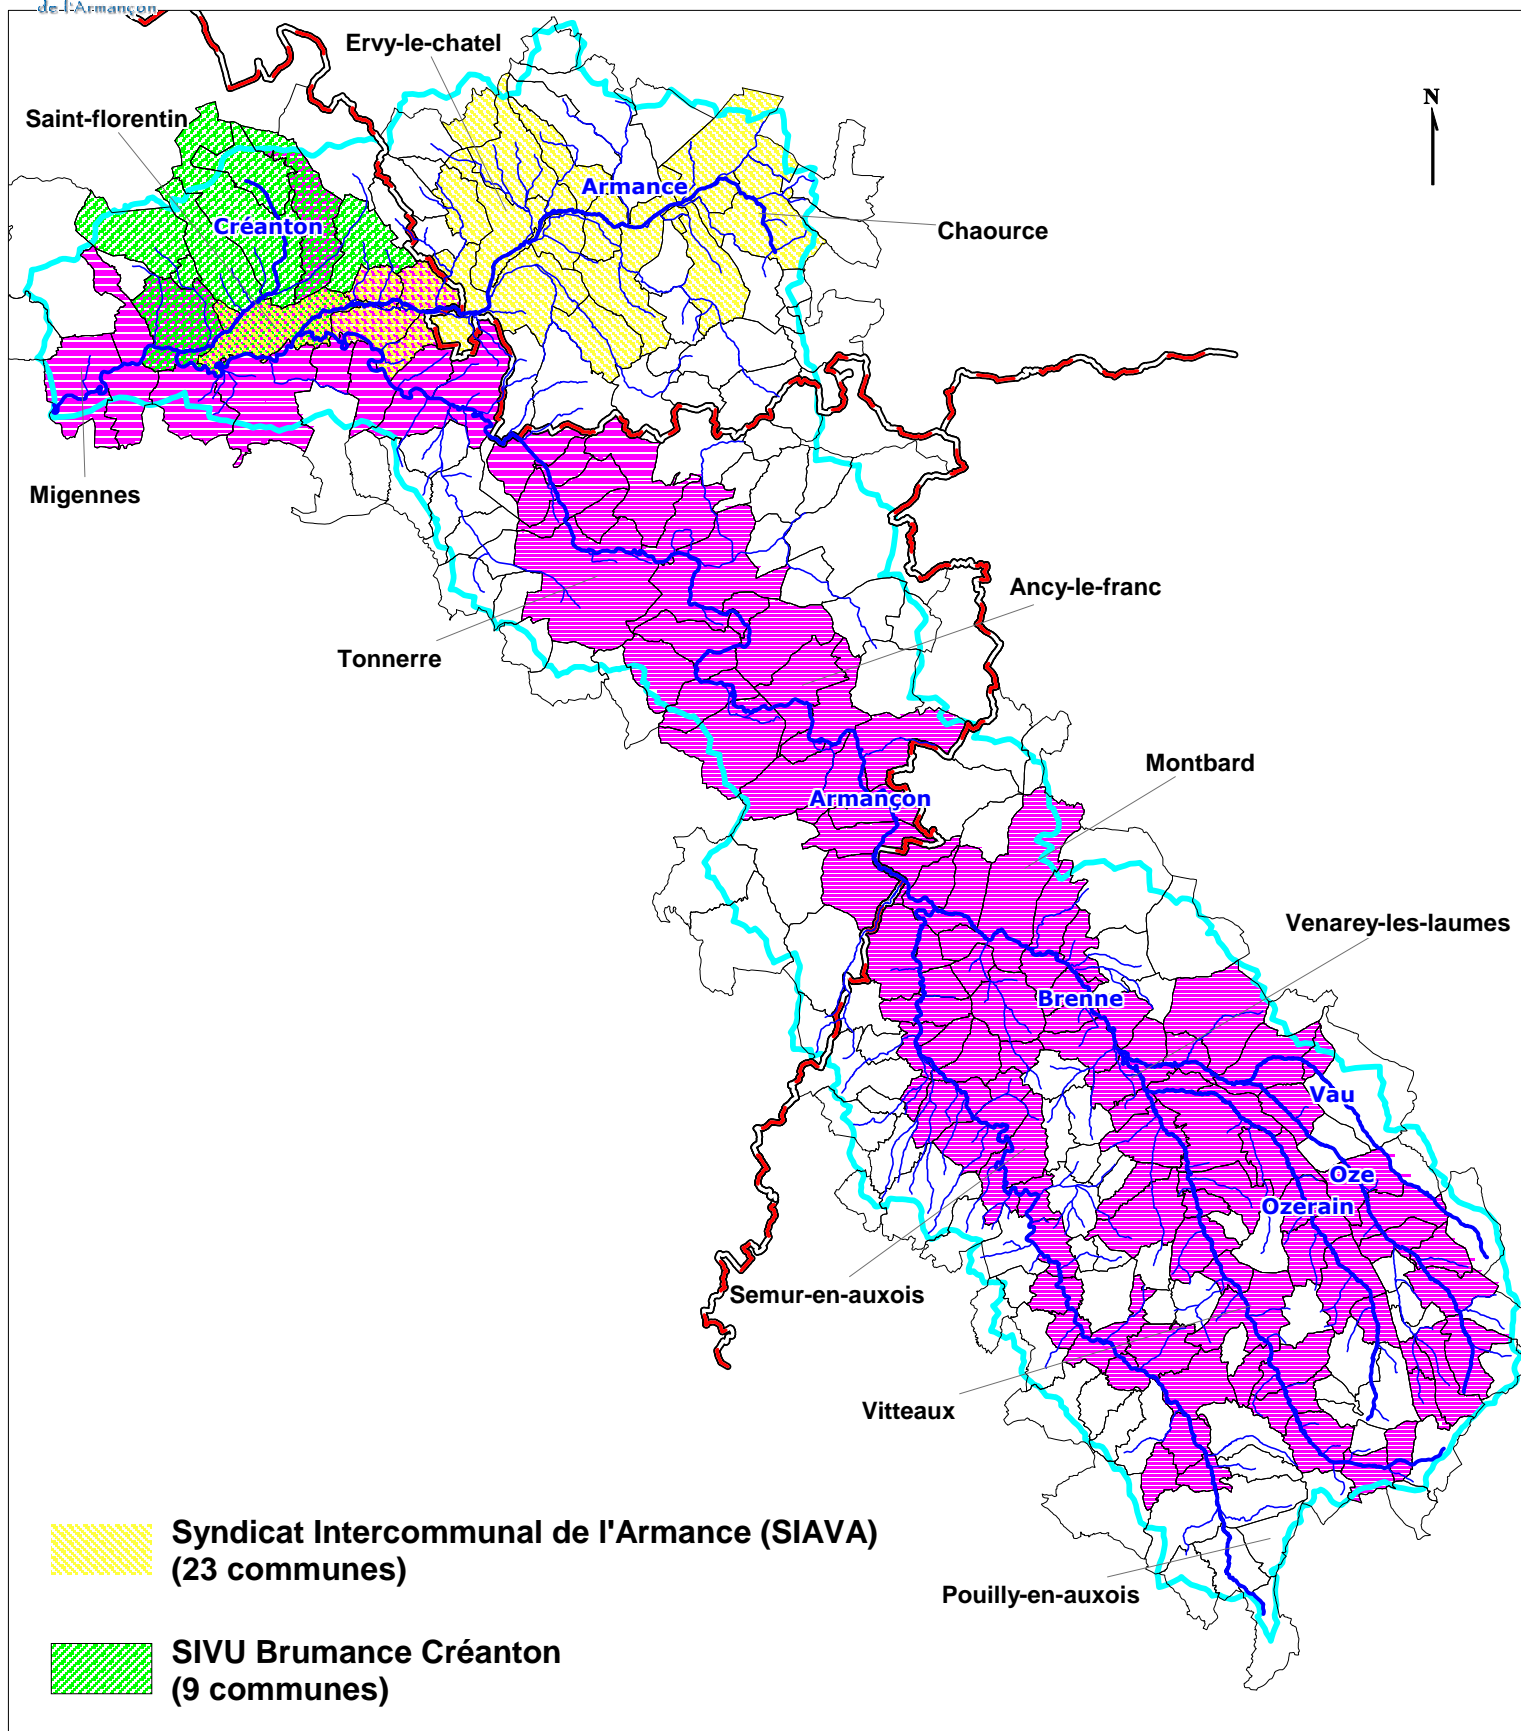 de l'Armançon
Ervy-le-chatel
N
Saint-florentin
Armance
Créanton
Chaource
Migennes
Ancy-le-franc
Tonnerre
Montbard
Armançon
Venarey-les-laumes
Brenne
Vau
Oze
Ozerain
Semur-en-auxois
Vitteaux
Syndicat Intercommunal de l'Armance (SIAVA)
(23 communes)
Pouilly-en-auxois
SIVU Brumance Créanton
(9 communes)